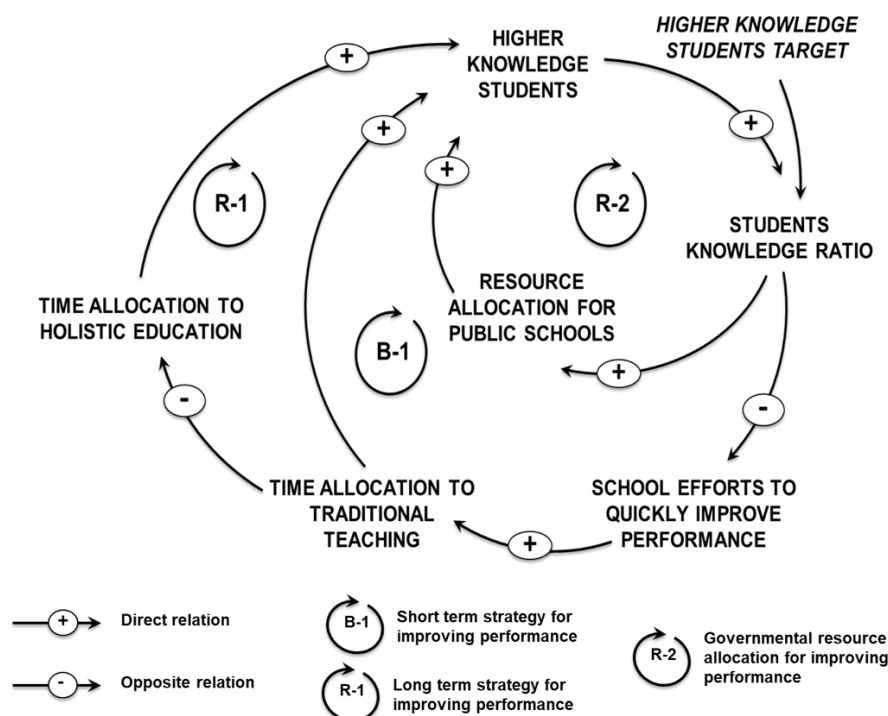 HIGHER
KNOWLEDGE
STUDENTS
HIGHER KNOWLEDGE
STUDENTS TARGET
+
+
+
+
R-1
R-2
STUDENTS
KNOWLEDGE RATIO
RESOURCE
ALLOCATION FOR
PUBLIC SCHOOLS
TIME ALLOCATION TO
HOLISTIC EDUCATION
B-1
+
-
-
TIME ALLOCATION TO
TRADITIONAL
TEACHING
SCHOOL EFFORTS TO
QUICKLY IMPROVE
PERFORMANCE
+
+
Direct relation
B-1
Short term strategy for
improving performance
R-2
Governmental resource
allocation for improving
performance
-
Opposite relation
R-1
Long term strategy for
improving performance